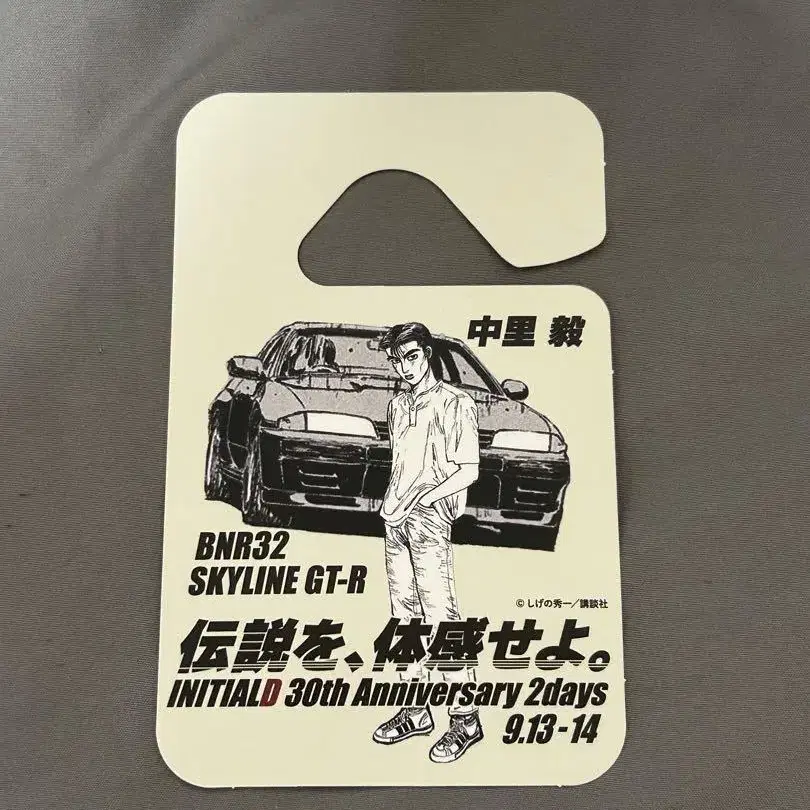 中里 毅
BNR32
SKYLINE GT-R
© しげの秀一／講談社
伝説を、体感せよ。
INITIALD 30th Anniversary 2days
9.13-14